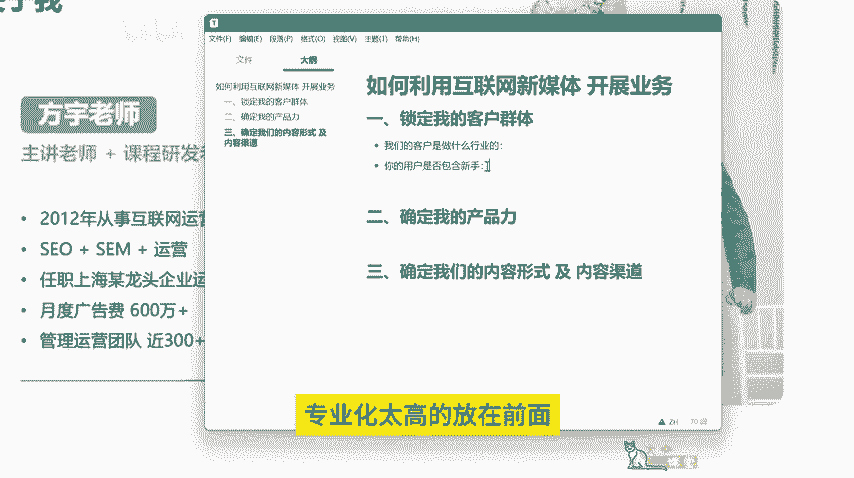 于我
方宇老师
主讲老师 + 课程研发
• 2012年从事互联网运营
• SEO + SEM + 运营
• 任职上海某龙头企业运
• 月度广告费 600万+
• 管理运营团队 近300+
T
文件(F) 编辑(E) 段落(P) 格式(O) 视图(V) 主题(T) 帮助(H)
文件 大纲
如何利用互联网新媒体 开展业务
一、锁定我的客户群体
二、确定我的产品力
三、确定我们的内容形式 及
内容渠道
如何利用互联网新媒体 开展业务
一、锁定我的客户群体
• 我们的客户是做什么行业的:
• 你的用户是否包含新手:
二、确定我的产品力
三、确定我们的内容形式 及 内容渠道
ZH 70 词
专业化太高的放在前面